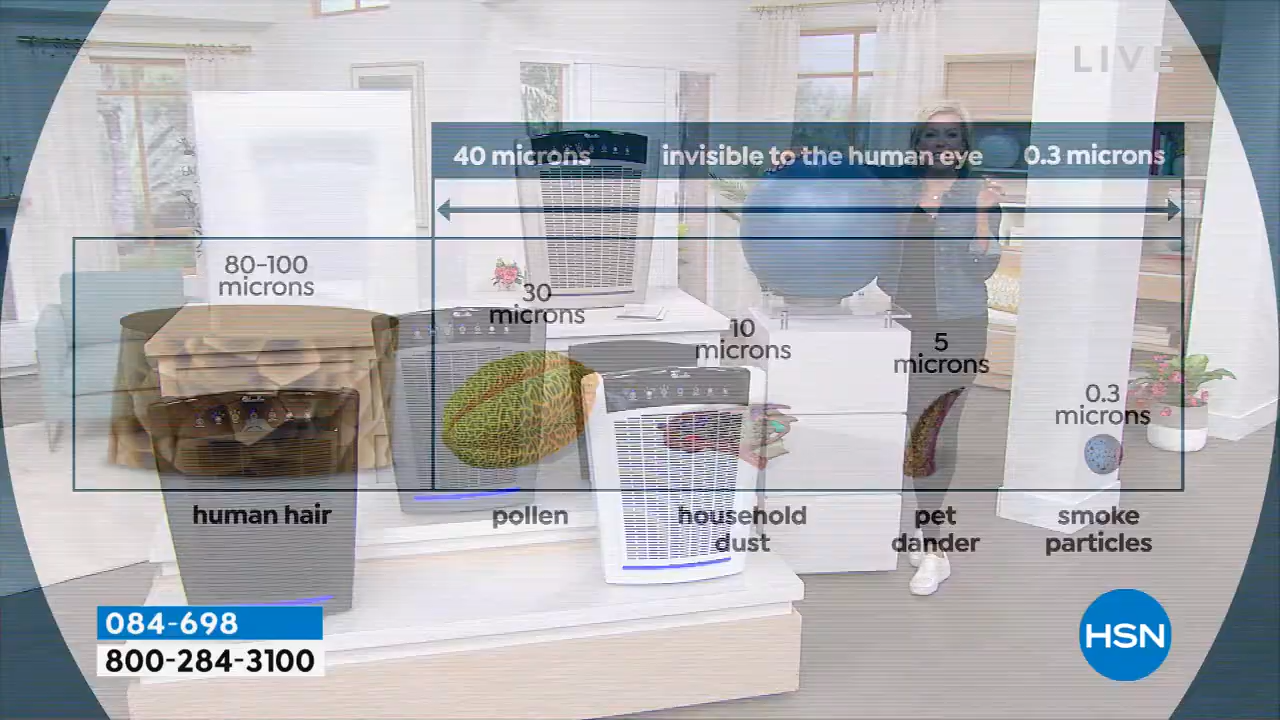 LIVE
40 microns
invisible to the human eye
0.3 microns
80-100
microns
30
microns
10
microns
5
microns
0.3
microns
human hair
pollen
household
dust
pet
dander
smoke
particles
084-698
800-284-3100
HSN